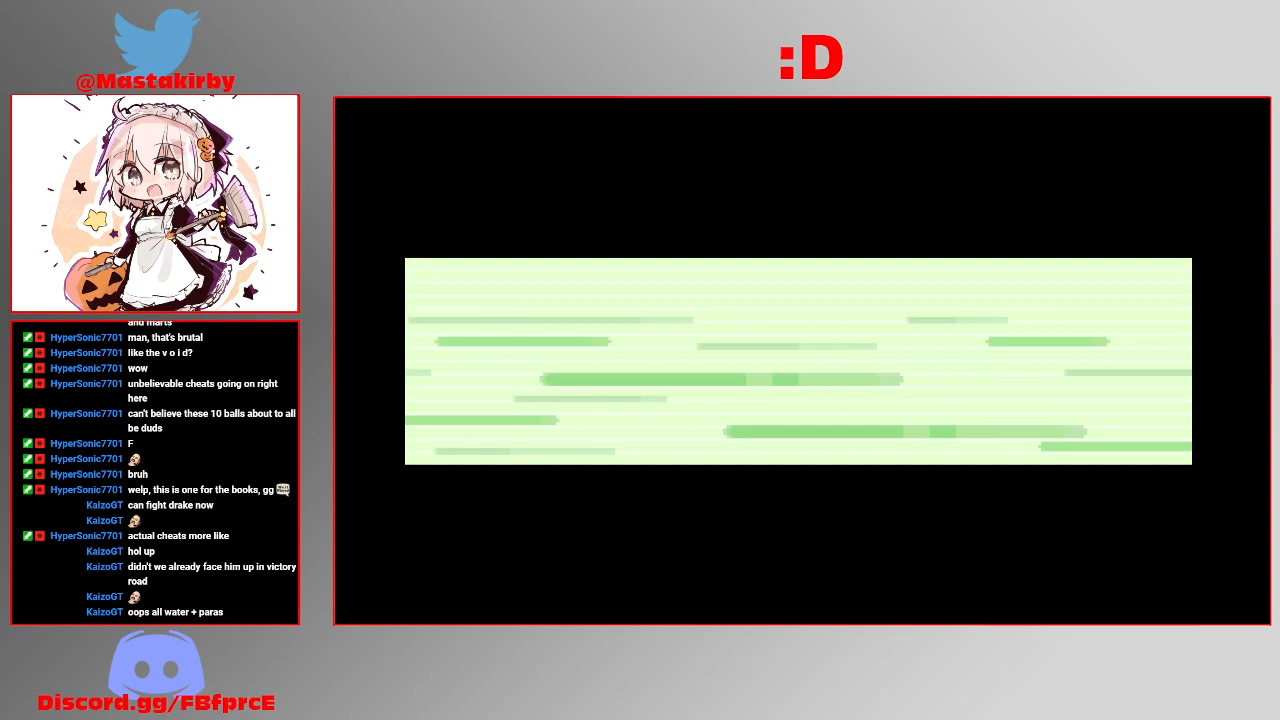 :D
@Mastakirby
and marts
HyperSonic7701 man, that's brutal
HyperSonic7701 like the v o i d?
HyperSonic7701 wow
HyperSonic7701 unbelievable cheats going on right
here
HyperSonic7701 can't believe these 10 balls about to all
be duds
HyperSonic7701 F
HyperSonic7701
HyperSonic7701 bruh
HyperSonic7701 welp, this is one for the books, gg
KaizoGT can fight drake now
KaizoGT
HyperSonic7701 actual cheats more like
KaizoGT hol up
KaizoGT didn't we already face him up in victory
road
KaizoGT
KaizoGT oops all water + paras
Discord.gg/FBfprcE